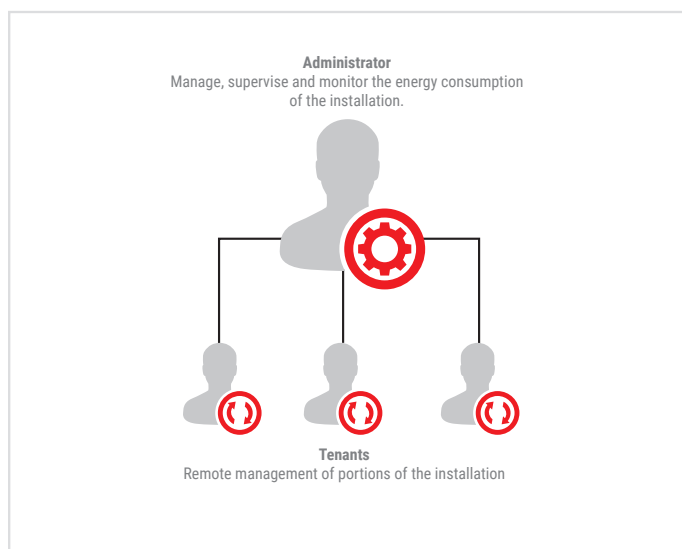 Administrator
Manage, supervise and monitor the energy consumption
of the installation.
Tenants
Remote management of portions of the installation